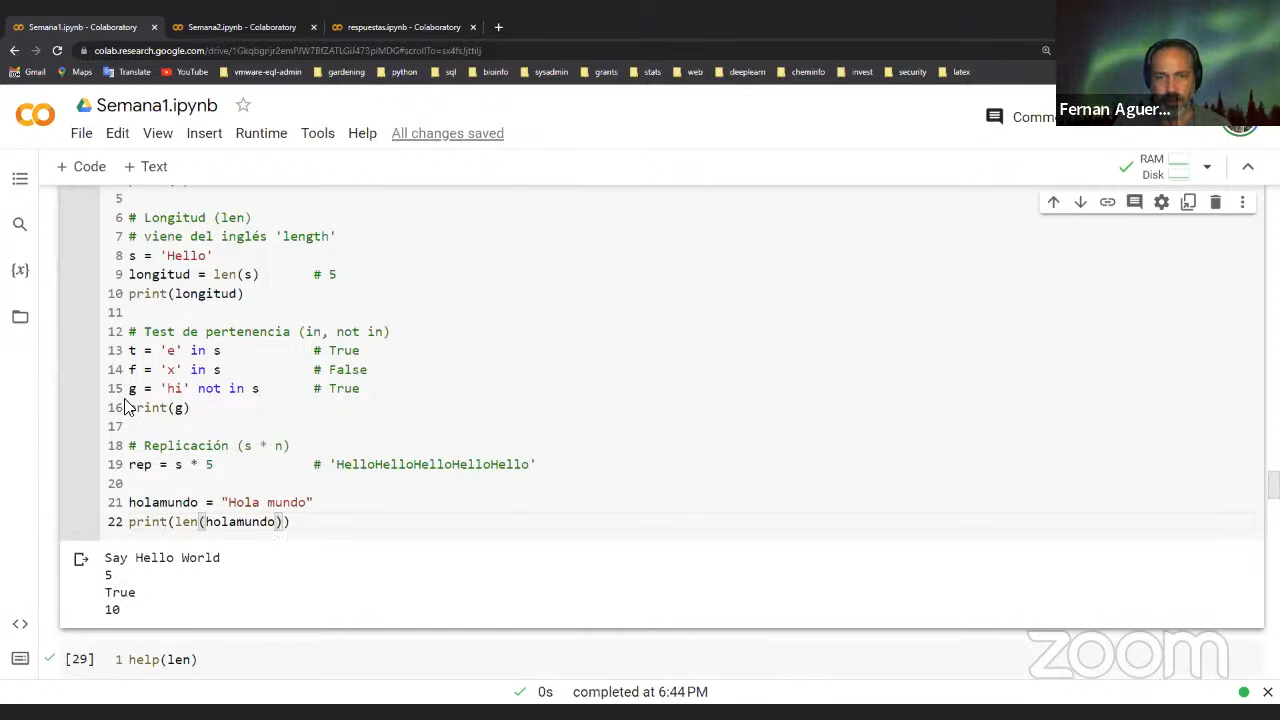 Semana1.ipynb - Colaboratory
Semana2.ipynb - Colaboratory
respuestas.ipynb - Colaboratory
Gmail
Maps
Translate
YouTube
vmware-eql-admin
gardening
python
sql
bioinfo
sysadmin
grants
stats
web
deeplearn
cheminfo
invest
security
latex
Fernan Aguer...
Semana1.ipynb
File Edit View Insert Runtime Tools Help All changes saved
+ Code + Text
RAM
Disk
5
6 # Longitud (len)
7 # viene del inglés 'length'
8 s = 'Hello'
9 longitud = len(s) # 5
10 print(longitud)
11
12 # Test de pertenencia (in, not in)
13 t = 'e' in s # True
14 f = 'x' in s # False
15 g = 'hi' not in s # True
16 print(g)
17
18 # Replicación (s * n)
19 rep = s * 5 # 'HelloHelloHelloHelloHello'
20
21 holamundo = "Hola mundo"
22 print(len(holamundo))
Say Hello World
5
True
10
[29] 1 help(len)
zoom
0s completed at 6:44PM